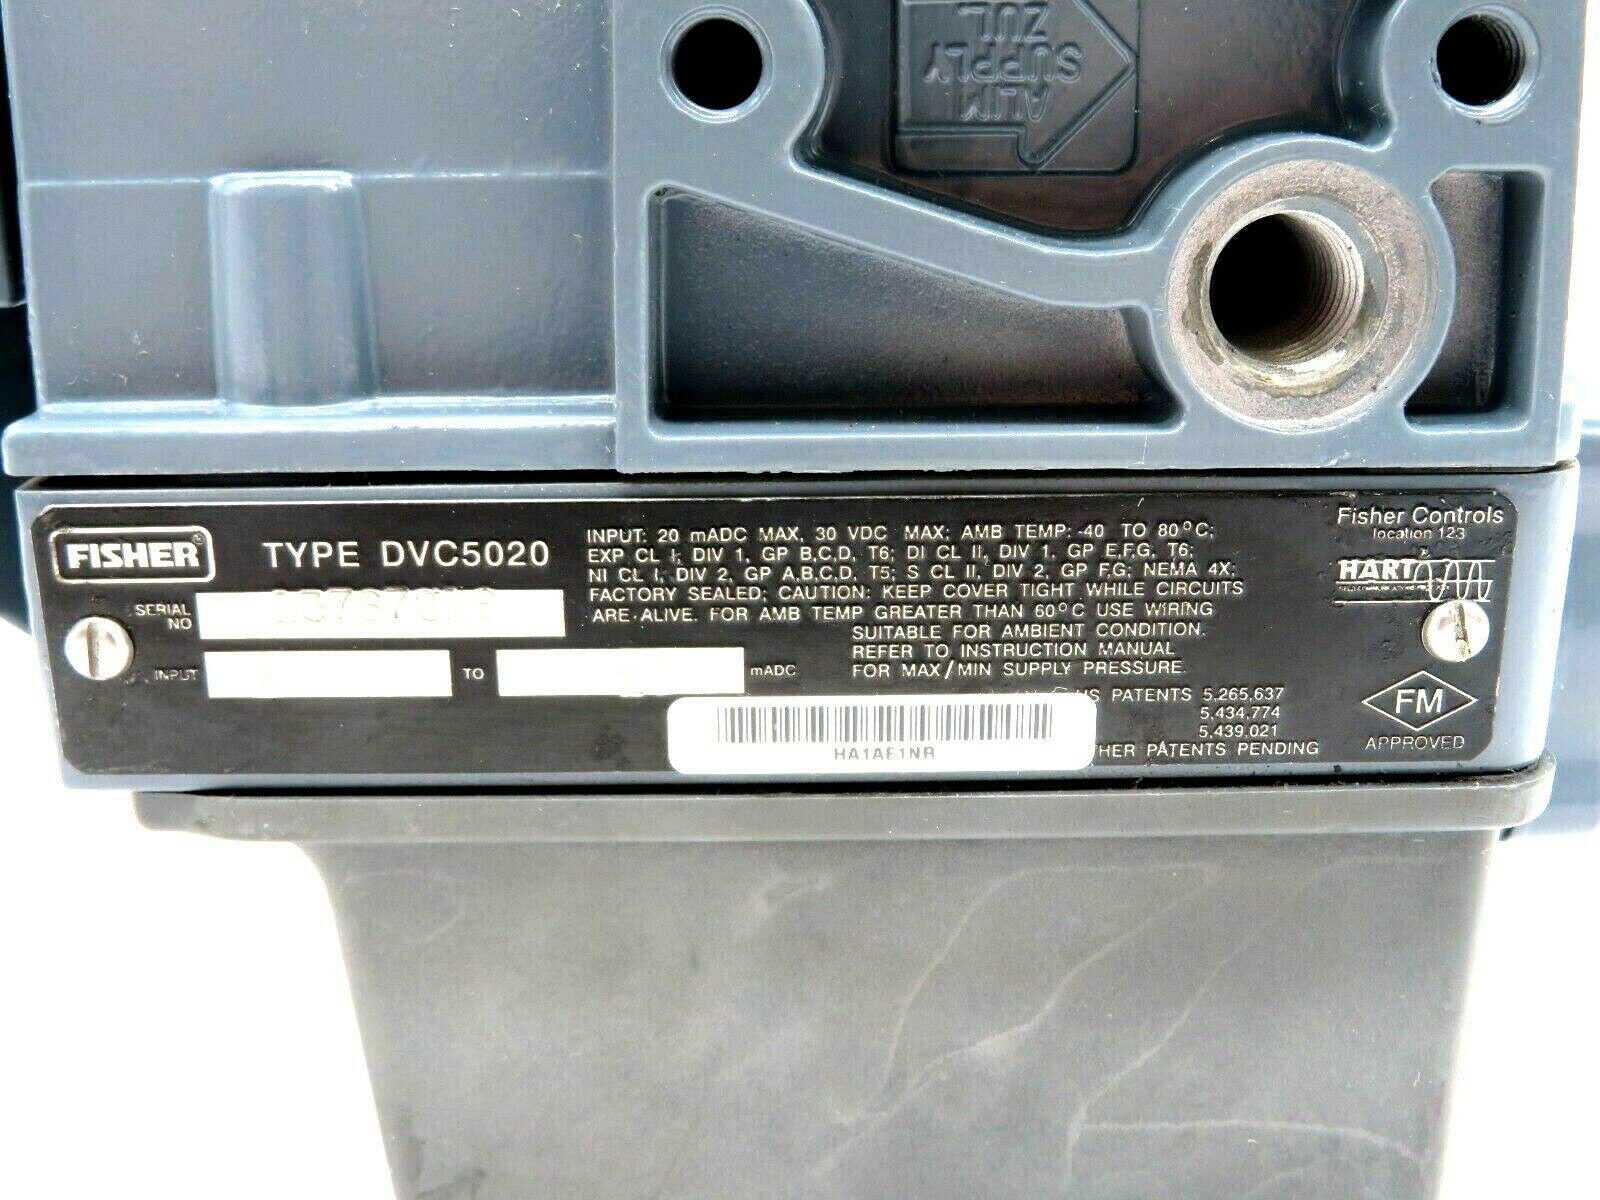 ALIM
SUPPLY
ZUL
FISHER®
TYPE DVC5020
SERIAL
NO
INPUT
TO
mADC
INPUT: 20 mADC MAX, 30 VDC MAX; AMB TEMP: -40 TO 80°C;
EXP CL I, DIV 1, GP B,C,D, T6; DI CL II, DIV 1, GP E,F,G, T6;
NI CL I, DIV 2, GP A,B,C,D, T5; S CL II, DIV 2, GP F,G; NEMA 4X;
FACTORY SEALED; CAUTION: KEEP COVER TIGHT WHILE CIRCUITS
ARE ALIVE. FOR AMB TEMP GREATER THAN 60°C USE WIRING
SUITABLE FOR AMBIENT CONDITION.
REFER TO INSTRUCTION MANUAL
FOR MAX/MIN SUPPLY PRESSURE.
US PATENTS 5,265,637
5,434,774
5,439,021
HER PATENTS PENDING
HA1AE1NR
Fisher Controls
location 123
HART
FM
APPROVED